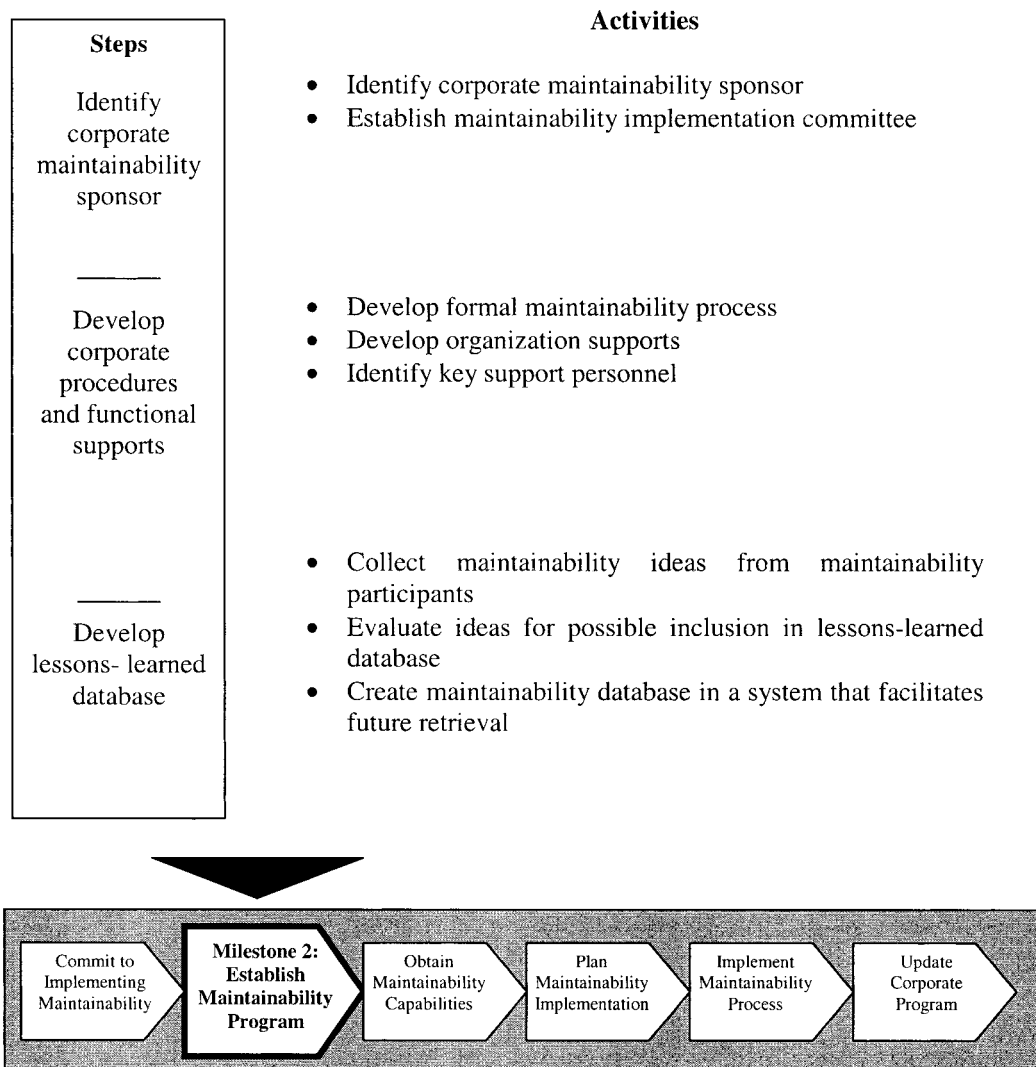 Activities
Steps
Identify
corporate
maintainability
sponsor
• Identify corporate maintainability sponsor
• Establish maintainability implementation committee
Develop
corporate
procedures
and functional
supports
• Develop formal maintainability process
• Develop organization supports
• Identify key support personnel
Develop
lessons- learned
database
• Collect maintainability ideas from maintainability
participants
• Evaluate ideas for possible inclusion in lessons-learned
database
• Create maintainability database in a system that facilitates
future retrieval
Commit to
Implementing
Maintainability
Milestone 2:
Establish
Maintainability
Program
Obtain
Maintainability
Capabilities
Plan
Maintainability
Implementation
Implement
Maintainability
Process
Update
Corporate
Program